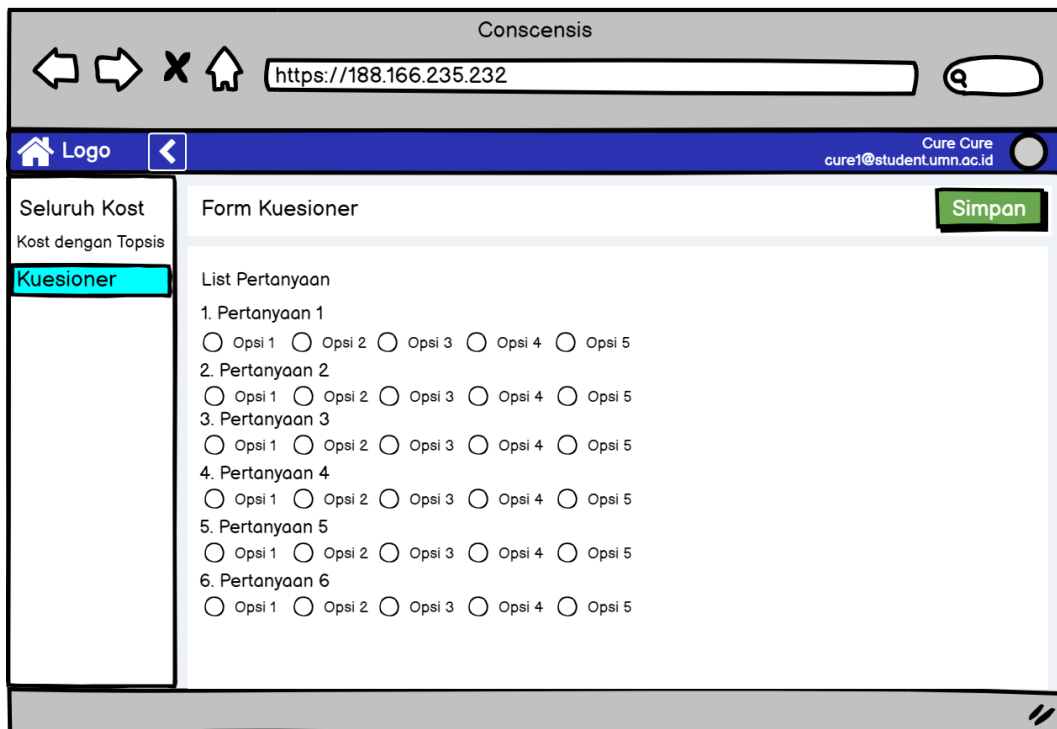 Conscensis
https://188.166.235.232
Logo
Cure Cure
cure1@student.umn.ac.id
Seluruh Kost
Kost dengan Topsis
Kuesioner
Form Kuesioner
Simpan
List Pertanyaan
1. Pertanyaan 1
Opsi 1 Opsi 2 Opsi 3 Opsi 4 Opsi 5
2. Pertanyaan 2
Opsi 1 Opsi 2 Opsi 3 Opsi 4 Opsi 5
3. Pertanyaan 3
Opsi 1 Opsi 2 Opsi 3 Opsi 4 Opsi 5
4. Pertanyaan 4
Opsi 1 Opsi 2 Opsi 3 Opsi 4 Opsi 5
5. Pertanyaan 5
Opsi 1 Opsi 2 Opsi 3 Opsi 4 Opsi 5
6. Pertanyaan 6
Opsi 1 Opsi 2 Opsi 3 Opsi 4 Opsi 5